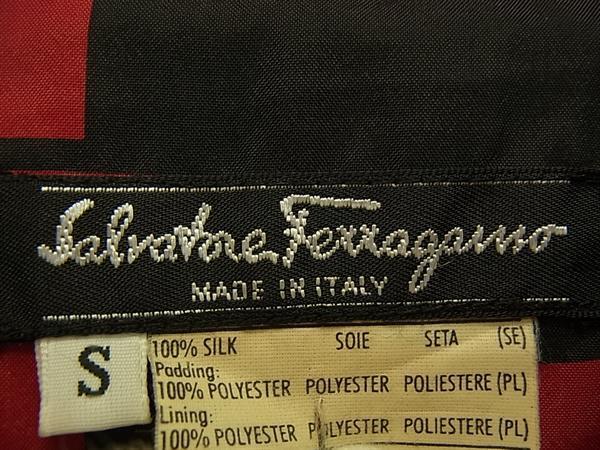 Salvatore Ferragamo
MADE IN ITALY
S
100% SILK SOIE SETA (SE)
Padding:
100% POLYESTER POLYESTER POLIESTERE (PL)
Lining:
100% POLYESTER POLYESTER POLIESTERE (PL)